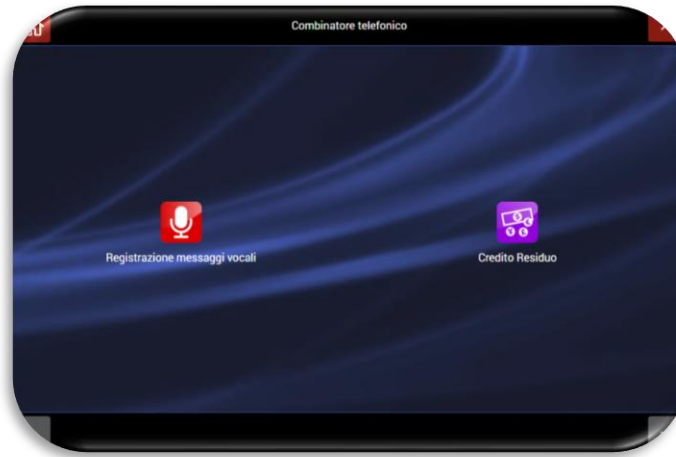 Combinatore telefonico
Registrazione messaggi vocali
Credito Residuo